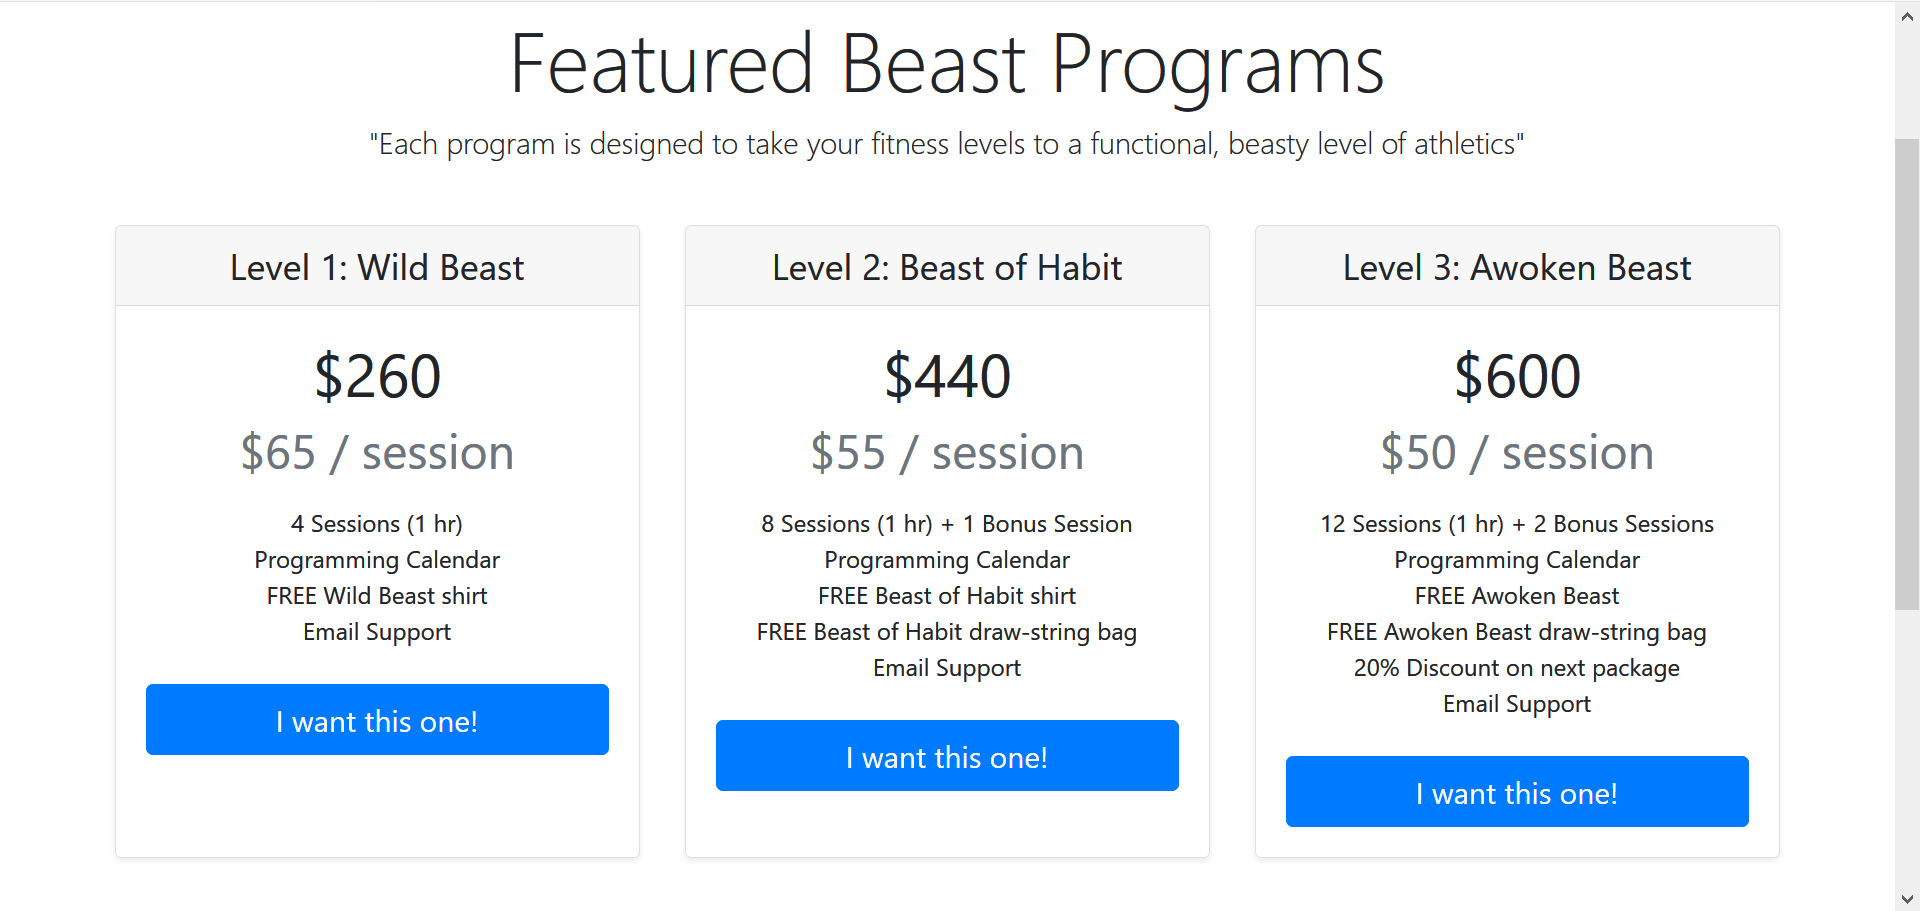 Featured Beast Programs
"Each program is designed to take your fitness levels to a functional, beasty level of athletics"
Level 1: Wild Beast
$260
$65 / session
4 Sessions (1 hr)
Programming Calendar
FREE Wild Beast shirt
Email Support
I want this one!
Level 2: Beast of Habit
$440
$55 / session
8 Sessions (1 hr) + 1 Bonus Session
Programming Calendar
FREE Beast of Habit shirt
FREE Beast of Habit draw-string bag
Email Support
I want this one!
Level 3: Awoken Beast
$600
$50 / session
12 Sessions (1 hr) + 2 Bonus Sessions
Programming Calendar
FREE Awoken Beast
FREE Awoken Beast draw-string bag
20% Discount on next package
Email Support
I want this one!